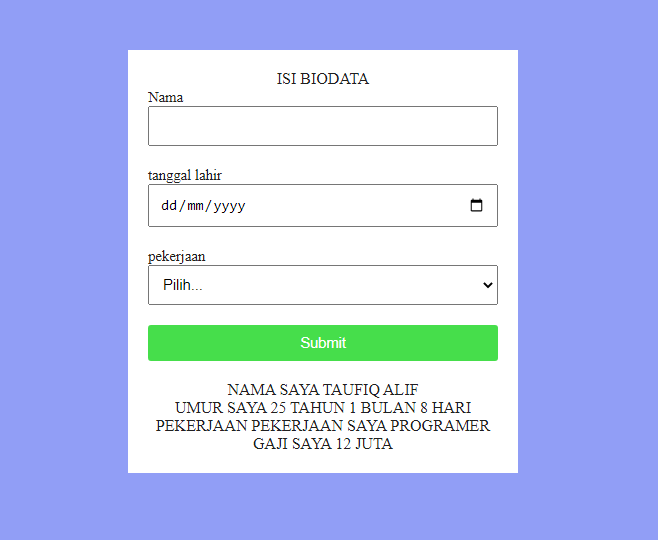 ISI BIODATA
Nama
tanggal lahir
dd/mm/yyyy
pekerjaan
Pilih...
Submit
NAMA SAYA TAUFIQ ALIF
UMUR SAYA 25 TAHUN 1 BULAN 8 HARI
PEKERJAAN PEKERJAAN SAYA PROGRAMER
GAJI SAYA 12 JUTA